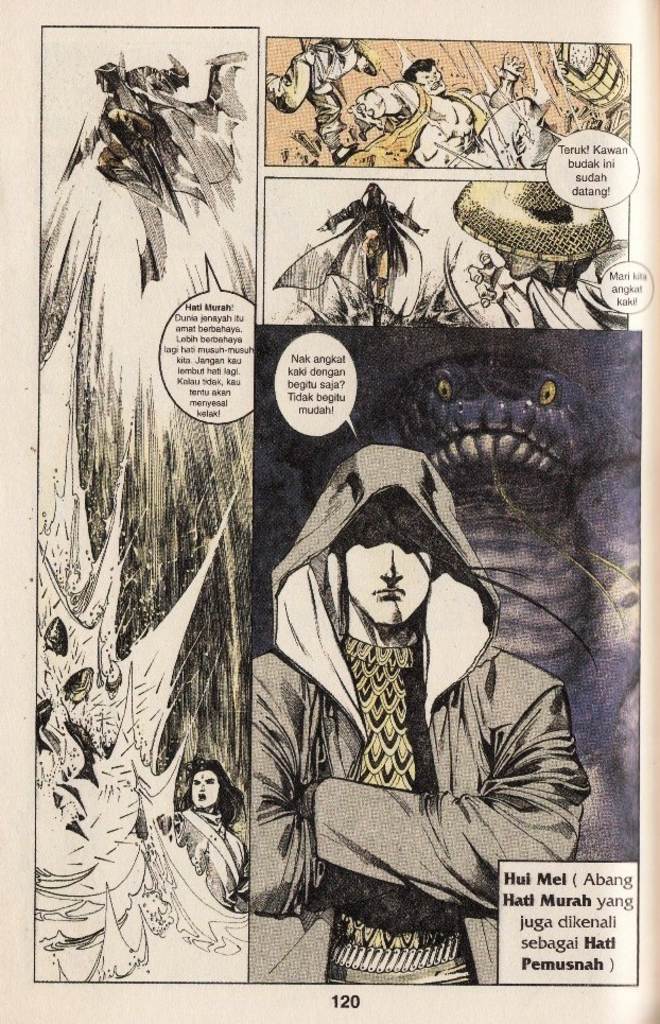 Teruk! Kawan
budak ini
sudah
datang!
Mari kita
angkat
kaki!
Hati Murah!
Dunia jenayah itu
amat berbahaya.
Lebih berbahaya
lagi hati musuh-musuh
kita. Jangan kau
lembut hati lagi.
Kalau tidak, kau
tentu akan
menyesal
kelak!
Nak angkat
kaki dengan
begitu saja?
Tidak begitu
mudah!
Hui Mei ( Abang
Hati Murah yang
juga dikenali
sebagai Hati
Pemusnah )
120